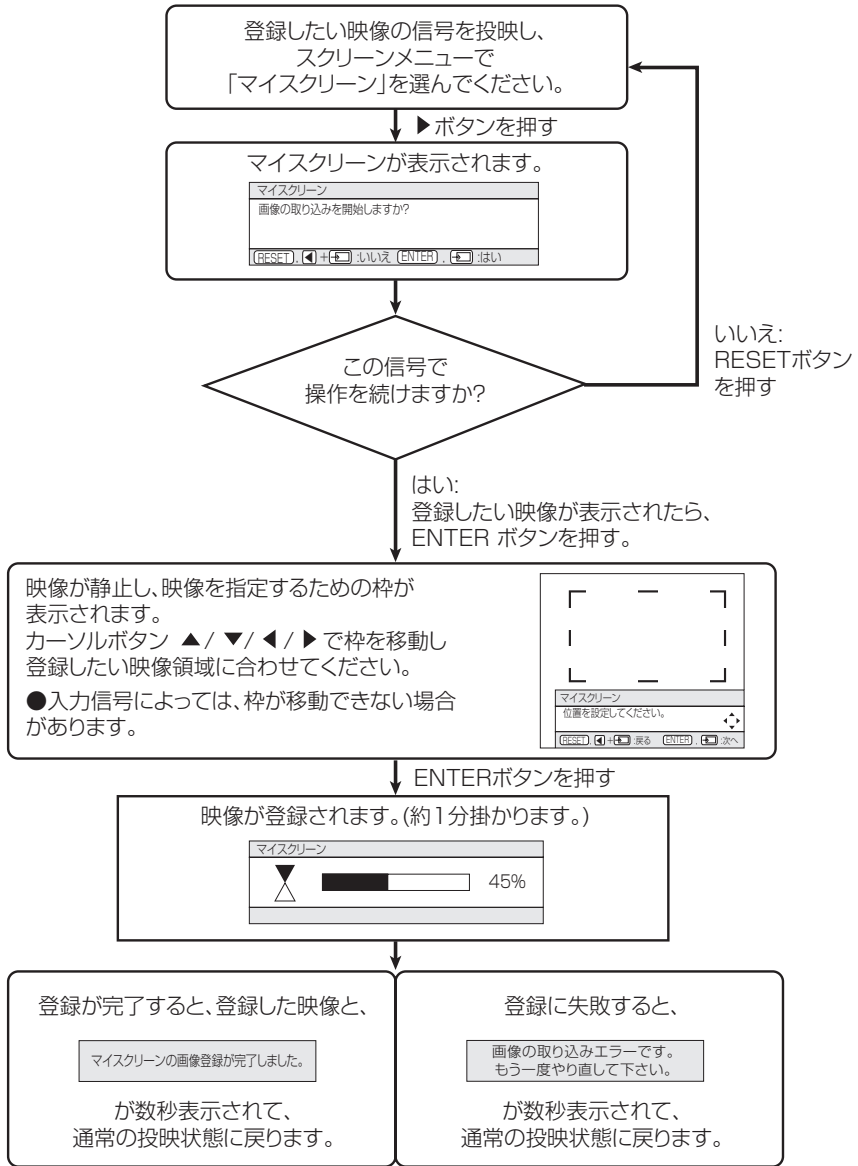 登録したい映像の信号を投映し、
スクリーンメニューで
「マイスクリーン」を選んでください。
▶ボタンを押す
マイスクリーンが表示されます。
マイスクリーン
画像の取り込みを開始しますか?
RESET, ◀+ :いいえ ENTER, :はい
この信号で
操作を続けますか?
いいえ:
RESETボタン
を押す
はい:
登録したい映像が表示されたら、
ENTER ボタンを押す。
映像が静止し、映像を指定するための枠が
表示されます。
カーソルボタン ▲/ ▼/ ◀ / ▶ で枠を移動し
登録したい映像領域に合わせてください。
●入力信号によっては、枠が移動できない場合
があります。
マイスクリーン
位置を設定してください。
RESET, ◀+ :戻る ENTER, :次へ
ENTERボタンを押す
映像が登録されます。(約1分掛かります。)
マイスクリーン
45%
登録が完了すると、登録した映像と、
マイスクリーンの画像登録が完了しました。
が数秒表示されて、
通常の投映状態に戻ります。
登録に失敗すると、
画像の取り込みエラーです。
もう一度やり直して下さい。
が数秒表示されて、
通常の投映状態に戻ります。